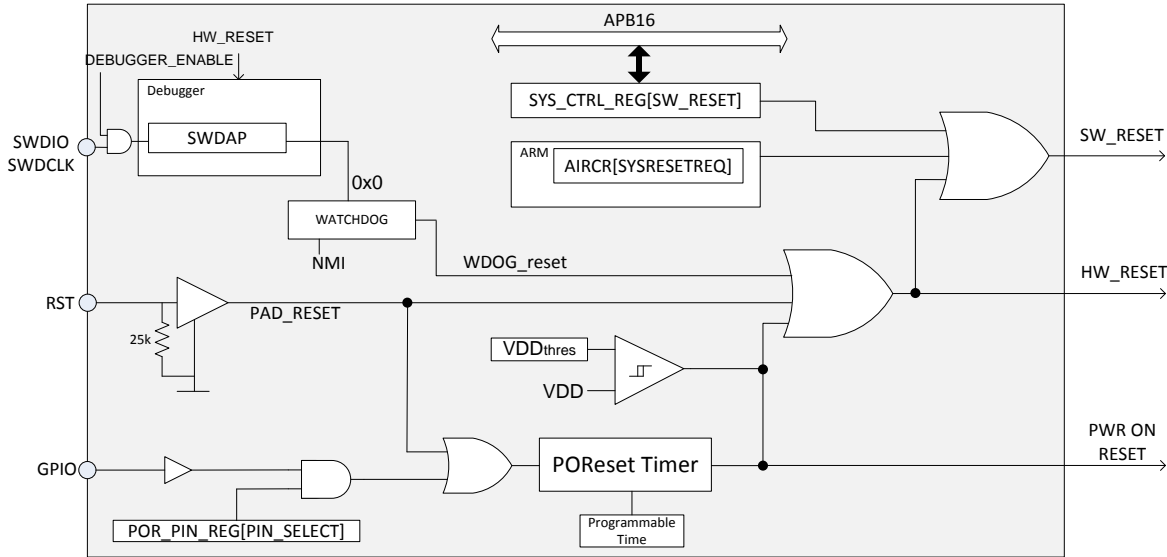 APB16
HW_RESET
DEBUGGER_ENABLE
Debugger
SWDAP
SYS_CTRL_REG[SW_RESET]
SWDIO
SWDCLK
SW_RESET
ARM
AIRCR[SYSRESETREQ]
0x0
WATCHDOG
NMI
WDOG_reset
HW_RESET
RST
PAD_RESET
25k
VDDthres
VDD
PWR ON
RESET
GPIO
POReset Timer
POR_PIN_REG[PIN_SELECT]
Programmable
Time